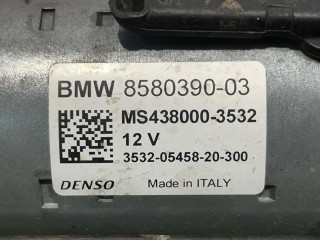 BMW 8580390-03
MS438000-3532
12 V
3532-05458-20-300
DENSO Made in ITALY